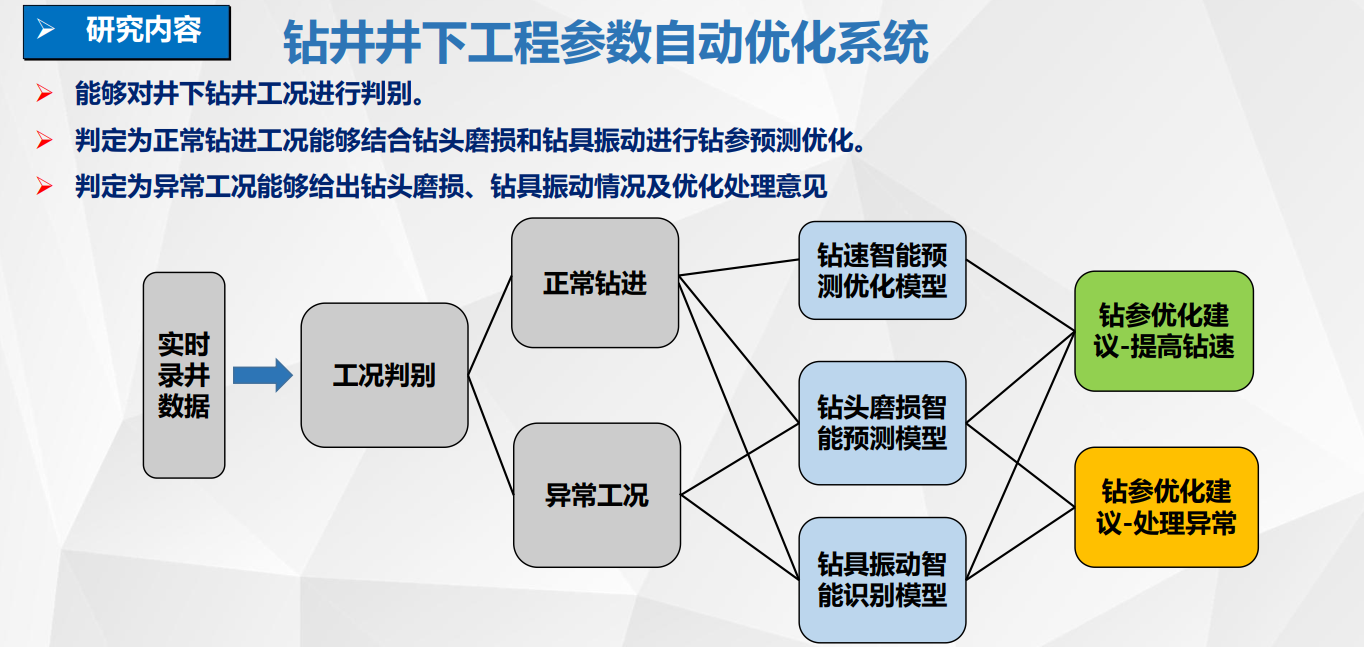 研究内容
钻井井下工程参数自动优化系统
能够对井下钻井工况进行判别。
判定为正常钻进工况能够结合钻头磨损和钻具振动进行钻参预测优化。
判定为异常工况能够给出钻头磨损、钻具振动情况及优化处理意见
实时
录井
数据
工况判别
正常钻进
异常工况
钻速智能预
测优化模型
钻头磨损智
能预测模型
钻具振动智
能识别模型
钻参优化建
议-提高钻速
钻参优化建
议-处理异常